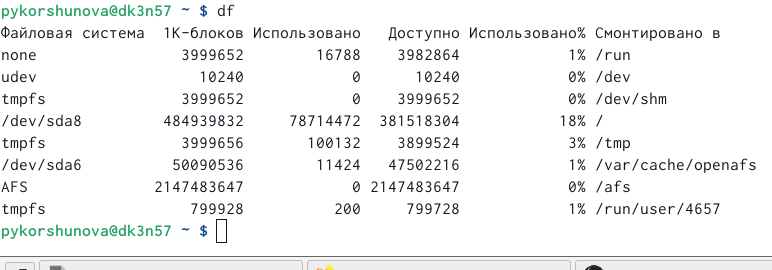 pykorshunova@dk3n57 ~ $ df
Файловая система 1K-блоков Использовано Доступно Использовано% Смонтировано в
none 3999652 16788 3982864 1% /run
udev 10240 0 10240 0% /dev
tmpfs 3999652 0 3999652 0% /dev/shm
/dev/sda8 484939832 78714472 381518304 18% /
tmpfs 3999656 100132 3899524 3% /tmp
/dev/sda6 50090536 11424 47502216 1% /var/cache/openafs
AFS 2147483647 0 2147483647 0% /afs
tmpfs 799928 200 799728 1% /run/user/4657
pykorshunova@dk3n57 ~ $